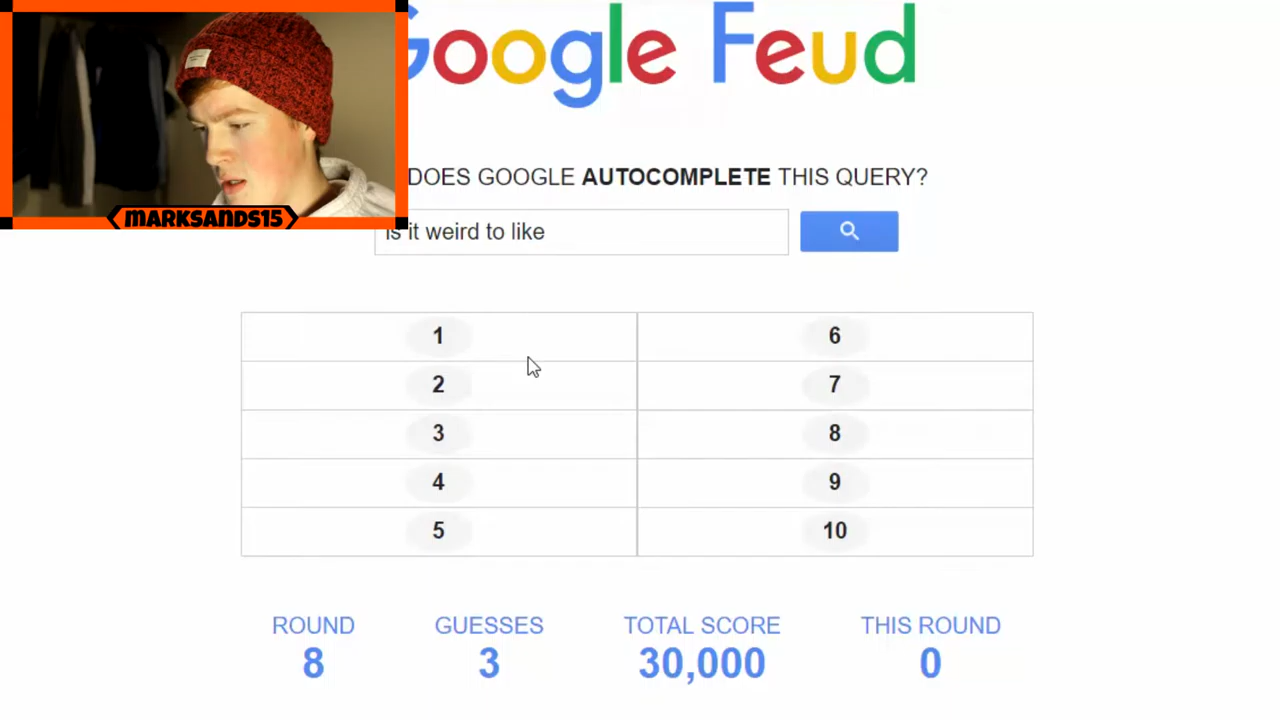 Google Feud
DOES GOOGLE AUTOCOMPLETE THIS QUERY?
MARKSANDS15
is it weird to like
1 6
2 7
3 8
4 9
5 10
ROUND GUESSES TOTAL SCORE THIS ROUND
8 3 30,000 0